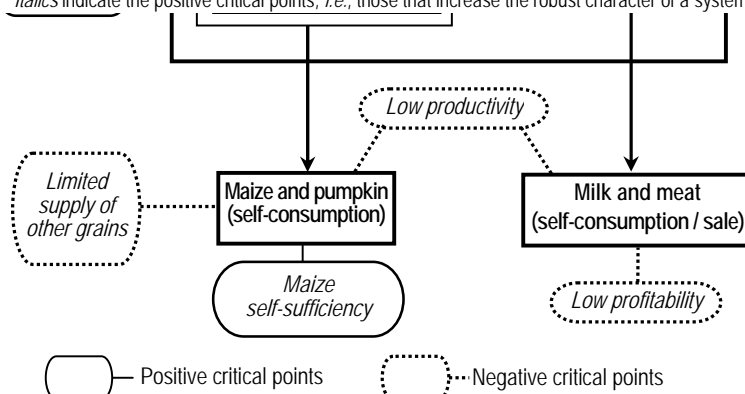 Italics indicate the positive critical points, i.e., those that increase the robust character of a system
Low productivity
Limited
supply of
other grains
Maize and pumpkin
(self-consumption)
Milk and meat
(self-consumption / sale)
Maize
self-sufficiency
Low profitability
Positive critical points
Negative critical points